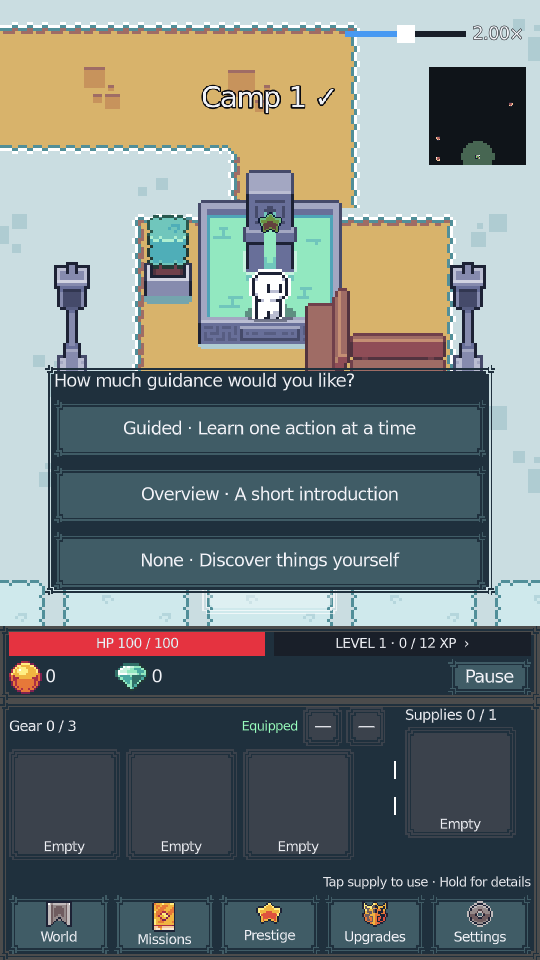 2.00×
Camp 1 ✓
How much guidance would you like?
Guided · Learn one action at a time
Overview · A short introduction
None · Discover things yourself
HP 100 / 100
LEVEL 1 · 0 / 12 XP ›
0
0
Pause
Gear 0 / 3
Equipped
—
—
Supplies 0 / 1
Empty
Empty
Empty
Empty
Tap supply to use · Hold for details
World
Missions
Prestige
Upgrades
Settings